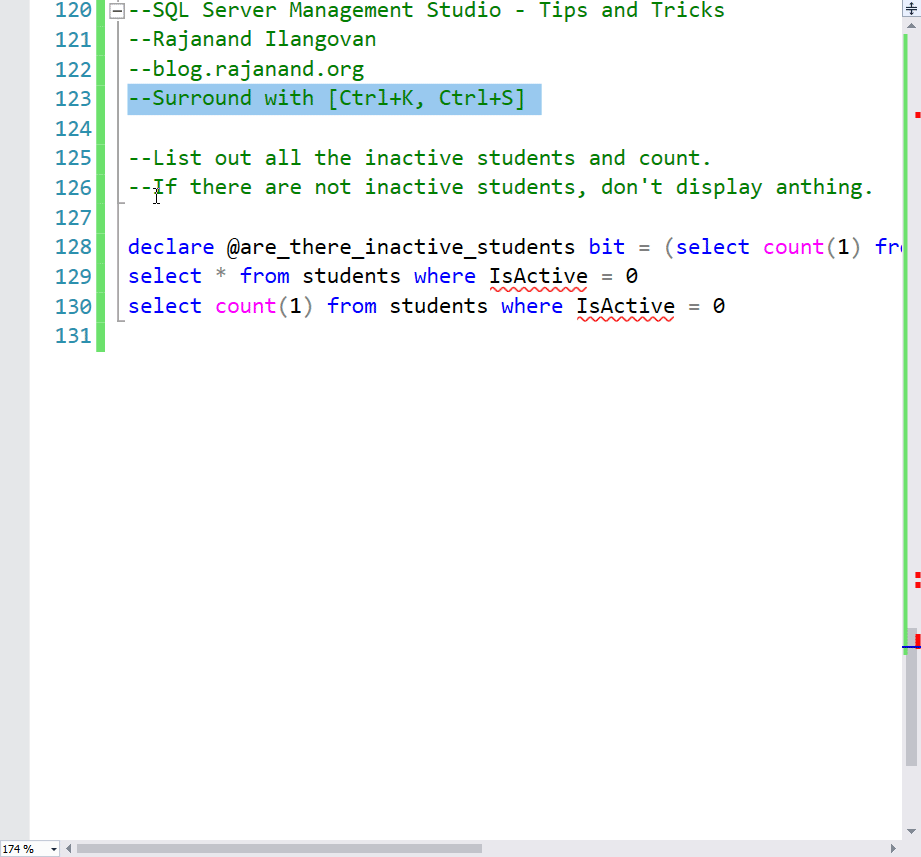 120 --SQL Server Management Studio - Tips and Tricks
121 --Rajanand Ilangovan
122 --blog.rajanand.org
123 --Surround with [Ctrl+K, Ctrl+S]
124
125 --List out all the inactive students and count.
126 --If there are not inactive students, don't display anthing.
127
128 declare @are_there_inactive_students bit = (select count(1) fr
129 select * from students where IsActive = 0
130 select count(1) from students where IsActive = 0
131
174 %